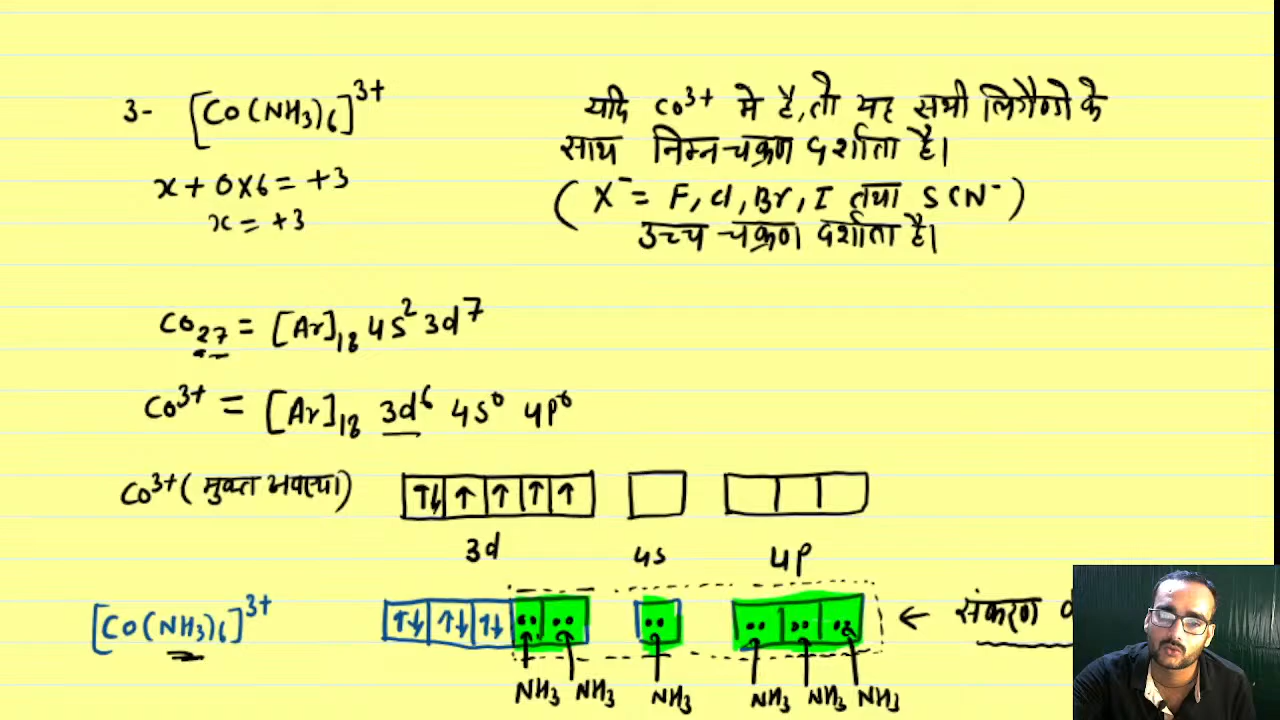 3- [Co(NH3)6]3+
x + 0x6 = +3
x = +3
यदि Co3+ मे है, तो यह सभी लिगैण्डो के
साथ निम्न चक्रण दर्शाता है।
( X- = F, Cl, Br, I तथा SCN- )
उच्च चक्रण दर्शाता है।
Co27 = [Ar]18 4s2 3d7
Co3+ = [Ar]18 3d6 4s0 4p0
Co3+ ( मुक्त अवस्था)
3d 4s 4p
[Co(NH3)6]3+ ← संकरण
NH3 NH3 NH3 NH3 NH3 NH3